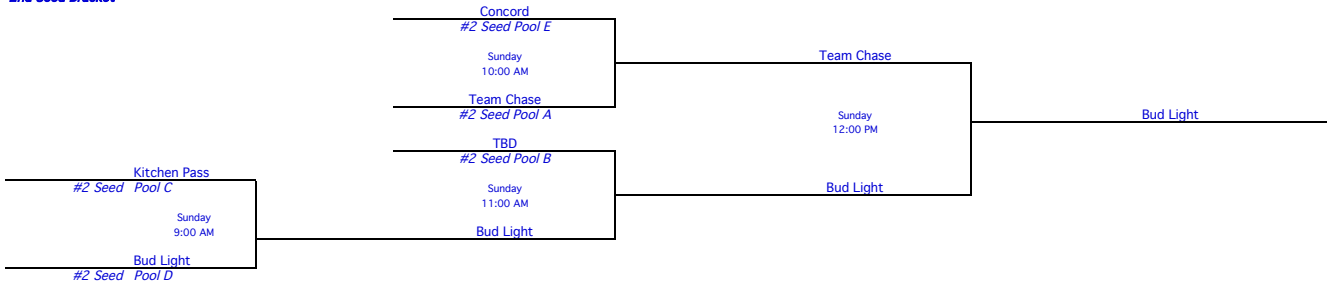 2nd Seed Bracket
Concord
#2 Seed Pool E
Sunday
10:00 AM
Team Chase
#2 Seed Pool A
Team Chase
Sunday
12:00 PM
Bud Light
TBD
#2 Seed Pool B
Kitchen Pass
#2 Seed Pool C
Sunday
11:00 AM
Bud Light
Sunday
9:00 AM
Bud Light
Bud Light
#2 Seed Pool D